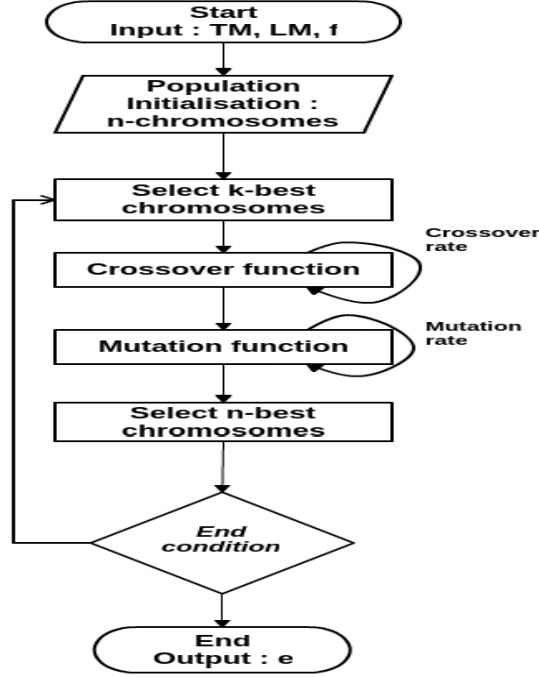 Start
Input : TM, LM, f
Population
Initialisation :
n-chromosomes
Select k-best
chromosomes
Crossover
rate
Crossover function
Mutation
rate
Mutation function
Select n-best
chromosomes
End
condition
End
Output : e